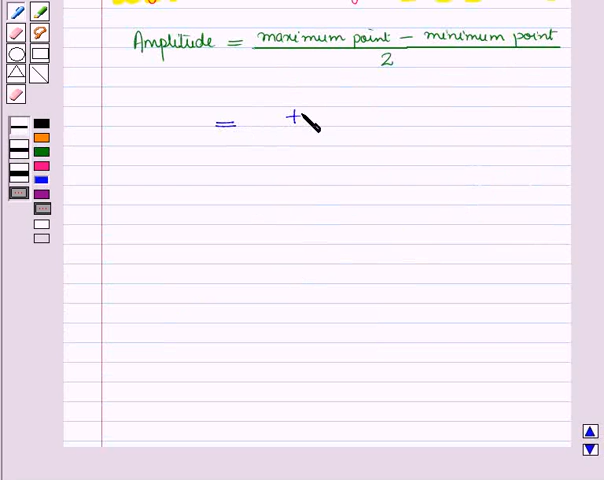 Amplitude = maximum point - minimum point
2
= +